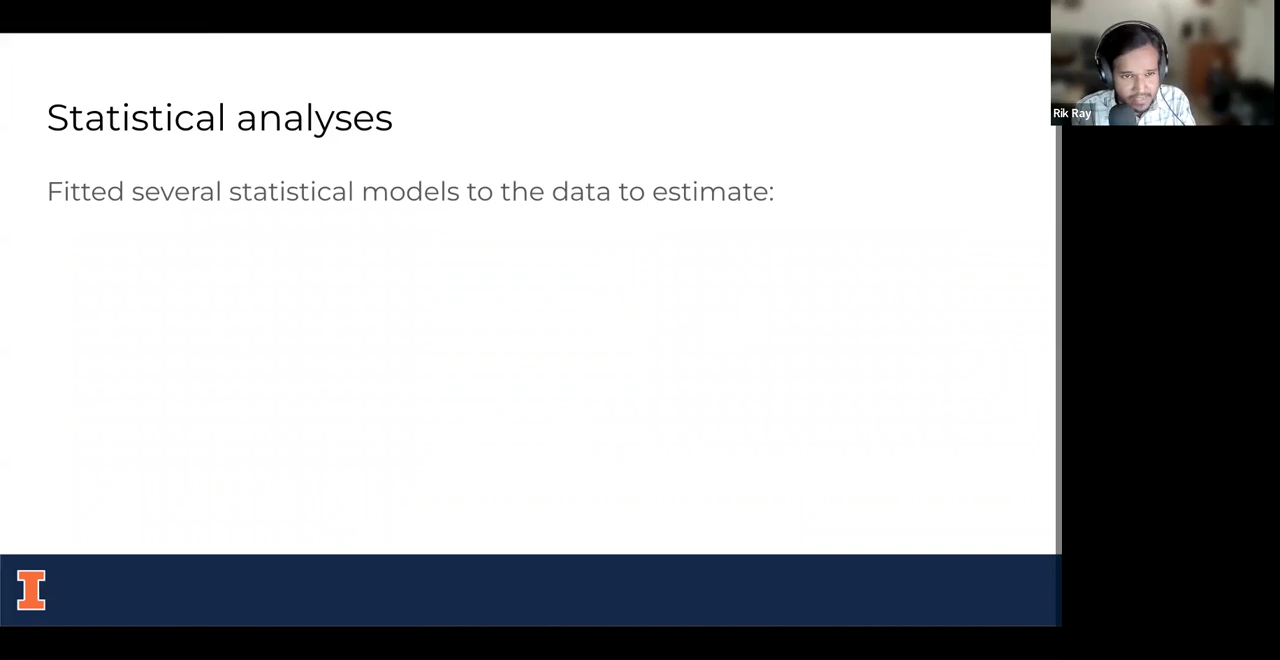 Statistical analyses
Rik Ray
Fitted several statistical models to the data to estimate:
I